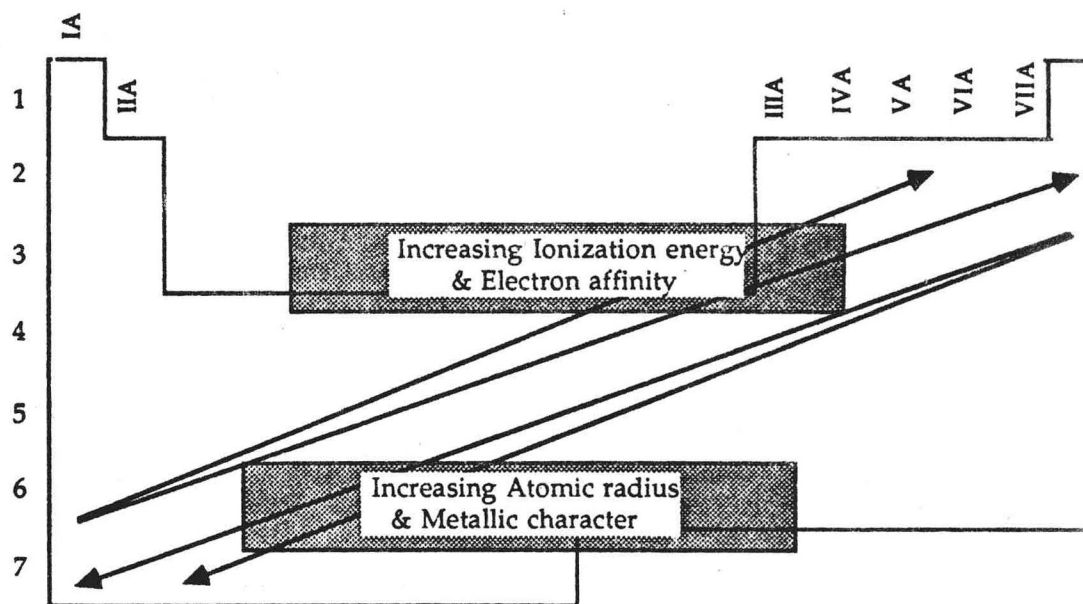 IA
IIA
IIIA
IVA
VA
VIA
VIIA
1
2
3
4
5
6
7
Increasing Ionization energy
& Electron affinity
Increasing Atomic radius
& Metallic character